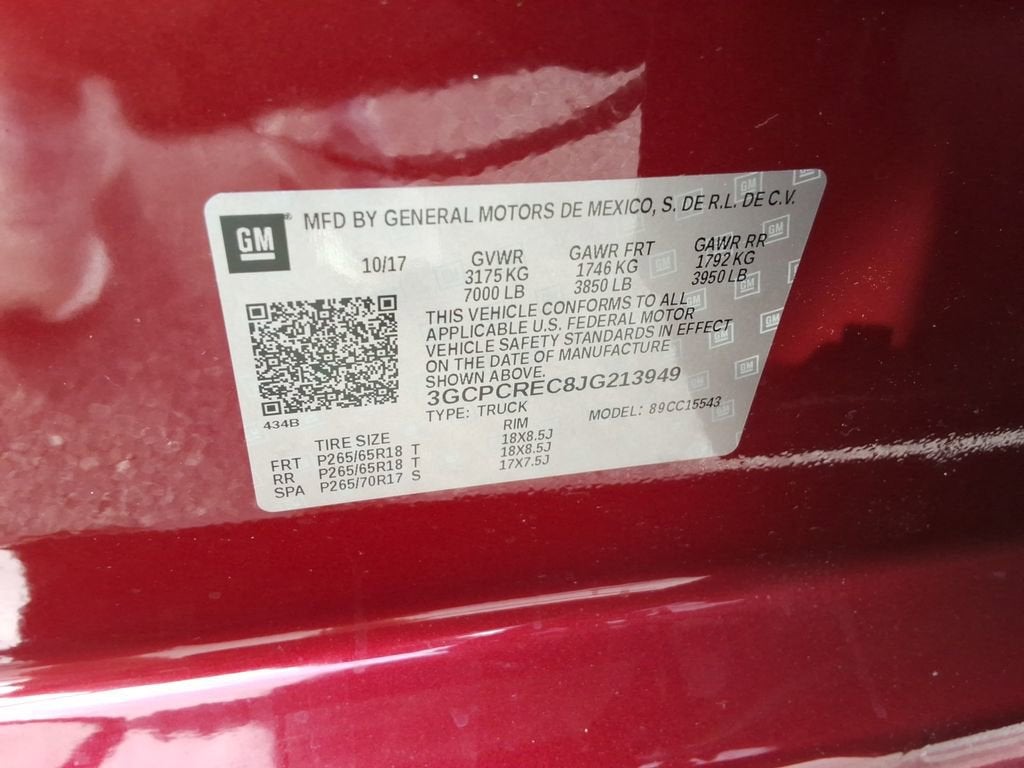 GM® MFD BY GENERAL MOTORS DE MEXICO, S. DE R.L. DE C.V.
10/17 GVWR GAWR FRT GAWR RR
3175 KG 1746 KG 1792 KG
7000 LB 3850 LB 3950 LB
THIS VEHICLE CONFORMS TO ALL
APPLICABLE U.S. FEDERAL MOTOR
VEHICLE SAFETY STANDARDS IN EFFECT
ON THE DATE OF MANUFACTURE
SHOWN ABOVE.
3GCPCREC8JG213949
434B TYPE: TRUCK MODEL: 89CC15543
TIRE SIZE RIM
FRT P265/65R18 T 18X8.5J
RR P265/65R18 T 18X8.5J
SPA P265/70R17 S 17X7.5J